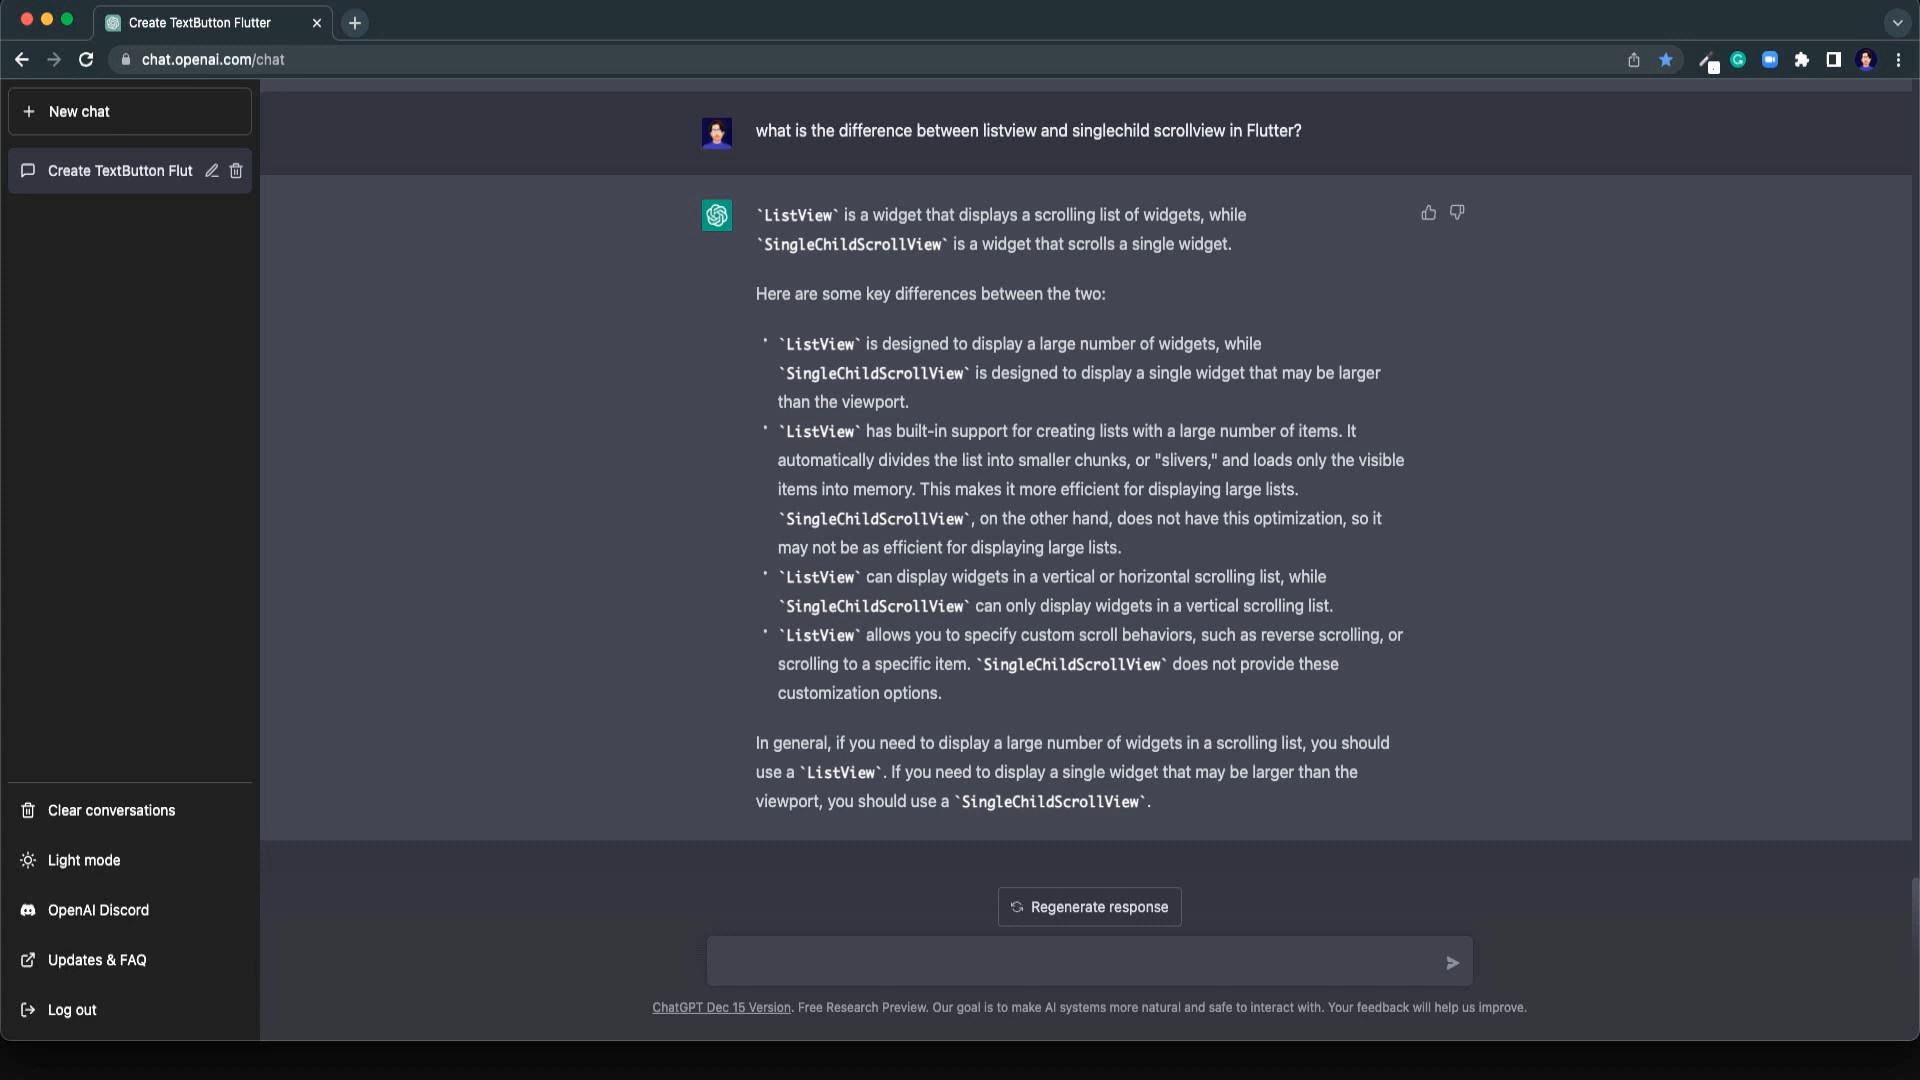 Create TextButton Flutter
chat.openai.com/chat
New chat
Create TextButton Flut
what is the difference between listview and singlechild scrollview in Flutter?
`ListView` is a widget that displays a scrolling list of widgets, while
`SingleChildScrollView` is a widget that scrolls a single widget.
Here are some key differences between the two:
• `ListView` is designed to display a large number of widgets, while
`SingleChildScrollView` is designed to display a single widget that may be larger
than the viewport.
• `ListView` has built-in support for creating lists with a large number of items. It
automatically divides the list into smaller chunks, or "slivers," and loads only the visible
items into memory. This makes it more efficient for displaying large lists.
`SingleChildScrollView`, on the other hand, does not have this optimization, so it
may not be as efficient for displaying large lists.
• `ListView` can display widgets in a vertical or horizontal scrolling list, while
`SingleChildScrollView` can only display widgets in a vertical scrolling list.
• `ListView` allows you to specify custom scroll behaviors, such as reverse scrolling, or
scrolling to a specific item. `SingleChildScrollView` does not provide these
customization options.
In general, if you need to display a large number of widgets in a scrolling list, you should
use a `ListView`. If you need to display a single widget that may be larger than the
viewport, you should use a `SingleChildScrollView`.
Clear conversations
Light mode
OpenAI Discord
Updates & FAQ
Log out
Regenerate response
ChatGPT Dec 15 Version. Free Research Preview. Our goal is to make AI systems more natural and safe to interact with. Your feedback will help us improve.